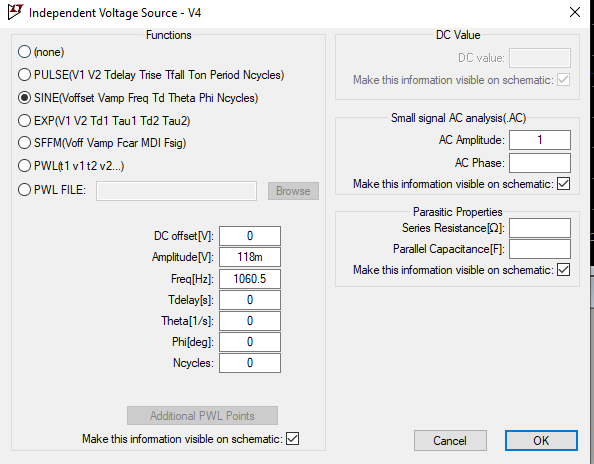 Independent Voltage Source - V4
Functions
(none)
PULSE(V1 V2 Tdelay Trise Tfall Ton Period Ncycles)
SINE(Voffset Vamp Freq Td Theta Phi Ncycles)
EXP(V1 V2 Td1 Tau1 Td2 Tau2)
SFFM(Voff Vamp Fcar MDI Fsig)
PWL(t1 v1 t2 v2...)
PWL FILE: Browse
DC offset[V]: 0
Amplitude[V]: 118m
Freq[Hz]: 1060.5
Tdelay[s]: 0
Theta[1/s]: 0
Phi[deg]: 0
Ncycles: 0
Additional PWL Points
Make this information visible on schematic:
DC Value
DC value:
Make this information visible on schematic:
Small signal AC analysis(.AC)
AC Amplitude: 1
AC Phase:
Make this information visible on schematic:
Parasitic Properties
Series Resistance[Ω]:
Parallel Capacitance[F]:
Make this information visible on schematic:
Cancel OK